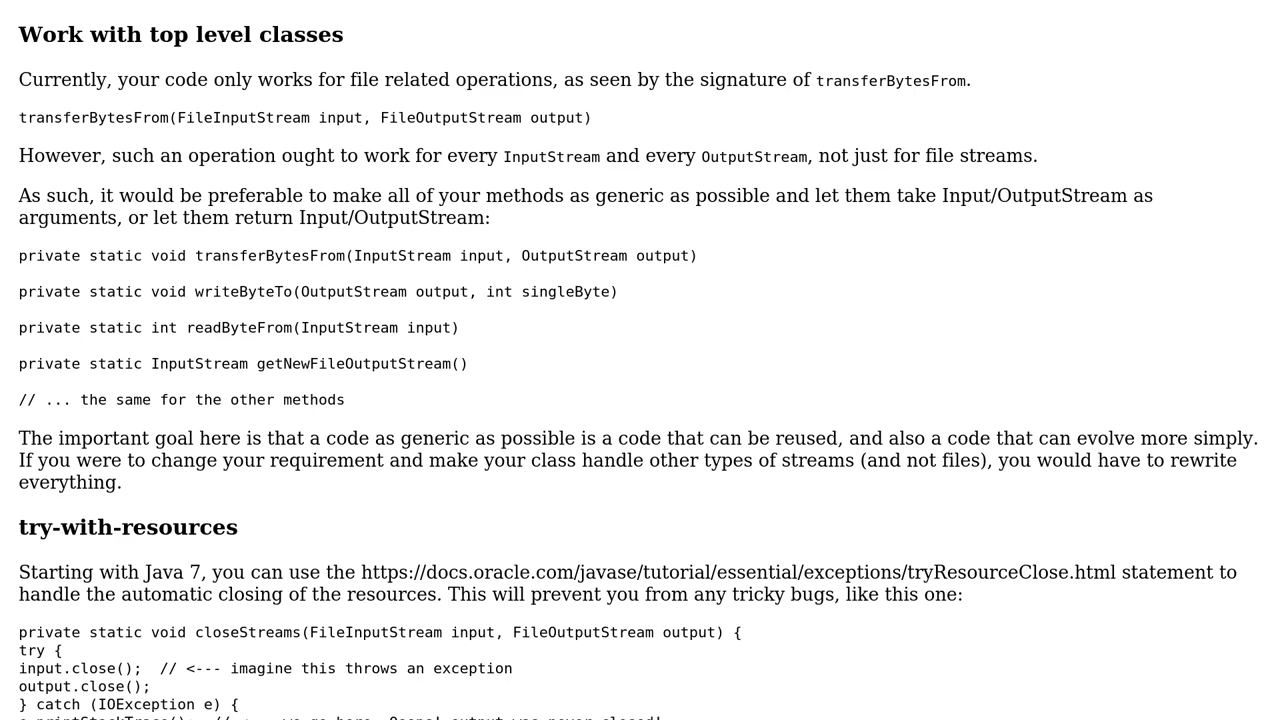 Work with top level classes
Currently, your code only works for file related operations, as seen by the signature of transferBytesFrom.
transferBytesFrom(FileInputStream input, FileOutputStream output)
However, such an operation ought to work for every InputStream and every OutputStream, not just for file streams.
As such, it would be preferable to make all of your methods as generic as possible and let them take Input/OutputStream as
arguments, or let them return Input/OutputStream:
private static void transferBytesFrom(InputStream input, OutputStream output)
private static void writeByteTo(OutputStream output, int singleByte)
private static int readByteFrom(InputStream input)
private static InputStream getNewFileOutputStream()
// ... the same for the other methods
The important goal here is that a code as generic as possible is a code that can be reused, and also a code that can evolve more simply.
If you were to change your requirement and make your class handle other types of streams (and not files), you would have to rewrite
everything.
try-with-resources
Starting with Java 7, you can use the https://docs.oracle.com/javase/tutorial/essential/exceptions/tryResourceClose.html statement to
handle the automatic closing of the resources. This will prevent you from any tricky bugs, like this one:
private static void closeStreams(FileInputStream input, FileOutputStream output) {
try {
input.close();  // <--- imagine this throws an exception
output.close();
} catch (IOException e) {